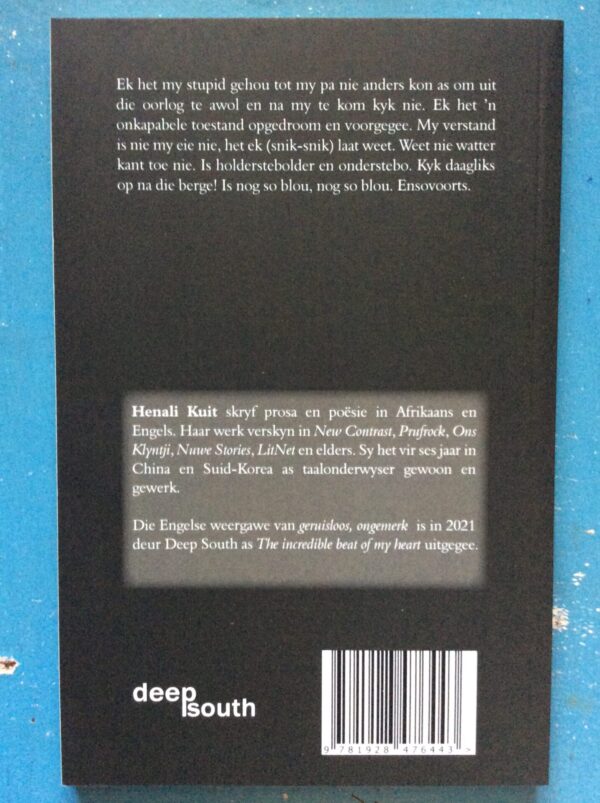 Ek het my stupid gehou tot my pa nie anders kon as om uit
die oorlog te awol en na my te kom kyk nie. Ek het 'n
onkapabele toestand opgedroom en voorgegee. My verstand
is nie my eie nie, het ek (snik-snik) laat weet. Weet nie watter
kant toe nie. Is holderstebolder en onderstebo. Kyk daagliks
op na die berge! Is nog so blou, nog so blou. Ensovoorts.
Henali Kuit skryf prosa en poësie in Afrikaans en
Engels. Haar werk verskyn in New Contrast, Prufrock, Ons
Klyntji, Nuwe Stories, LitNet en elders. Sy het vir ses jaar in
China en Suid-Korea as taalonderwyser gewoon en
gewerk.
Die Engelse weergawe van geruisloos, ongemerk is in 2021
deur Deep South as The incredible beat of my heart uitgegee.
deep
south
9 781928 476443 >